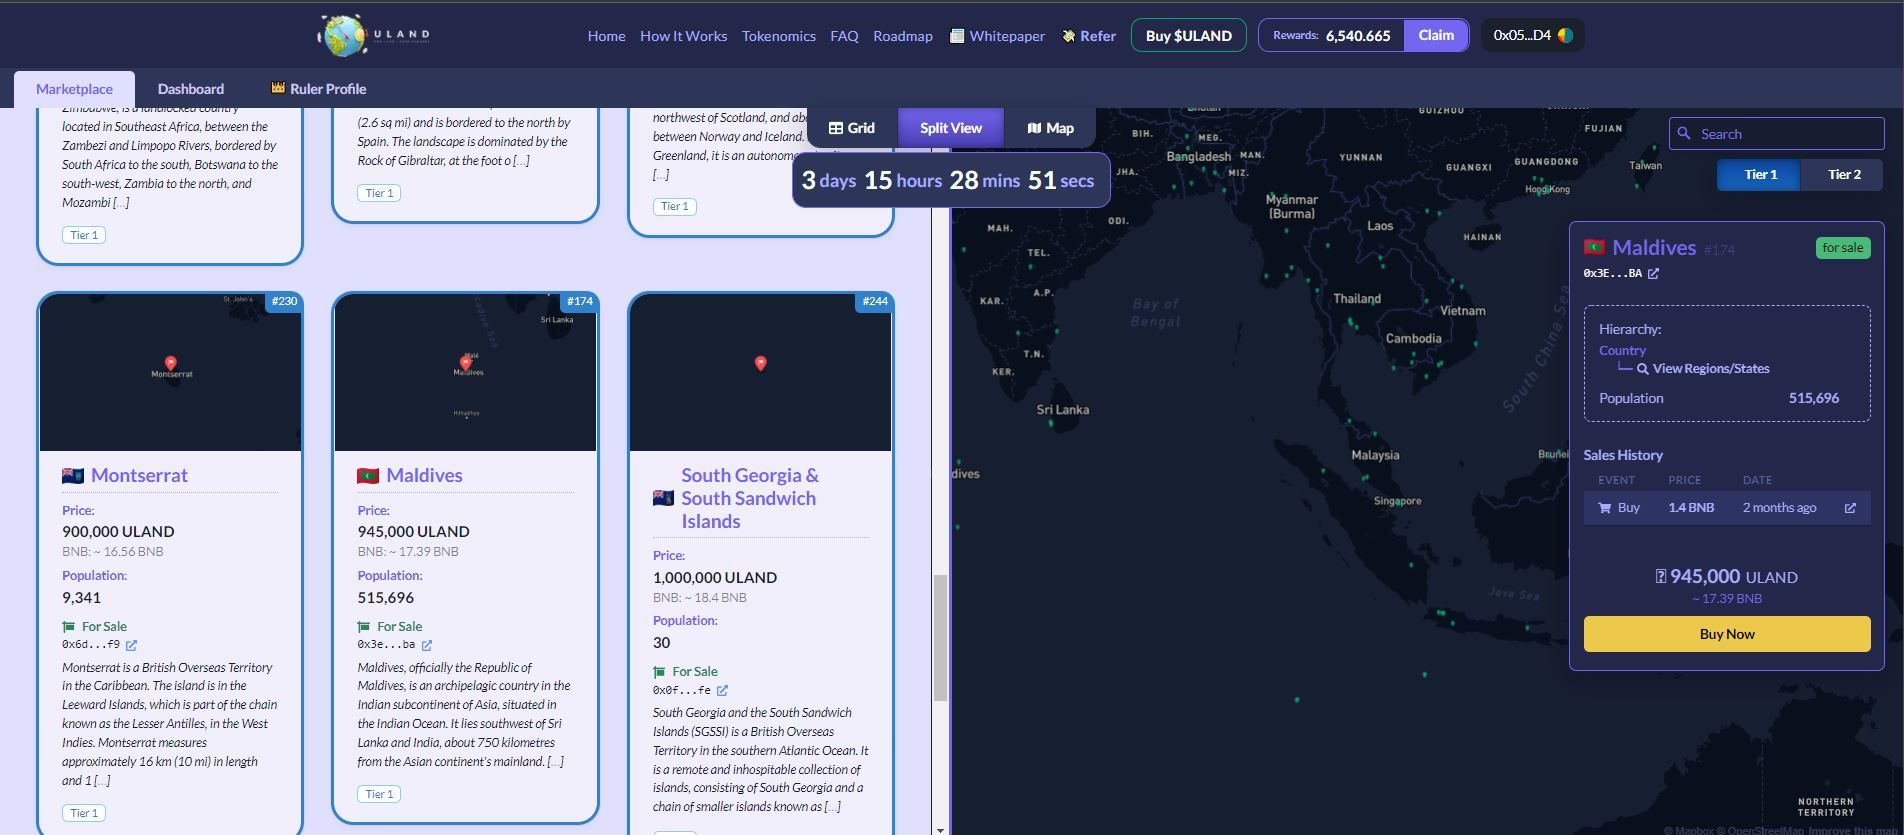 ULAND
Home
How It Works
Tokenomics
FAQ
Roadmap
Whitepaper
Refer
Buy $ULAND
Rewards: 6,540.665
Claim
0x05...D4
Marketplace
Dashboard
Ruler Profile
Zimbabwe, is a landlocked country
located in Southeast Africa, between the
Zambezi and Limpopo Rivers, bordered by
South Africa to the south, Botswana to the
south-west, Zambia to the north, and
Mozambi [...]
Tier 1
(2.6 sq mi) and is bordered to the north by
Spain. The landscape is dominated by the
Rock of Gibraltar, at the foot o [...]
Tier 1
northwest of Scotland, and
between Norway and Iceland.
Greenland, it is an
[...]
Tier 1
Grid
Split View
Map
3 days 15 hours 28 mins 51 secs
#230
St. John's
Montserrat
Montserrat
Price:
900,000 ULAND
BNB: ~ 16.56 BNB
Population:
9,341
For Sale
0x6d...f9
Montserrat is a British Overseas Territory
in the Caribbean. The island is in the
Leeward Islands, which is part of the chain
known as the Lesser Antilles, in the West
Indies. Montserrat measures
approximately 16 km (10 mi) in length
and 1 [...]
Tier 1
#174
Sri Lanka
Malé
Maldives
Hithadhoo
Maldives
Price:
945,000 ULAND
BNB: ~ 17.39 BNB
Population:
515,696
For Sale
0x3e...ba
Maldives, officially the Republic of
Maldives, is an archipelagic country in the
Indian subcontinent of Asia, situated in
the Indian Ocean. It lies southwest of Sri
Lanka and India, about 750 kilometres
from the Asian continent's mainland. [...]
Tier 1
#244
South Georgia &
South Sandwich
Islands
Price:
1,000,000 ULAND
BNB: ~ 18.4 BNB
Population:
30
For Sale
0x0f...fe
South Georgia and the South Sandwich
Islands (SGSSI) is a British Overseas
Territory in the southern Atlantic Ocean. It
is a remote and inhospitable collection of
islands, consisting of South Georgia and a
chain of smaller islands known as [...]
Bhutan
GUIZHOU
FUJIAN
BIH.
MEG.
Bangladesh
MAN.
MIZ.
JHA.
YUNNAN
GUANGXI
GUANGDONG
Taiwan
Hong Kong
Myanmar
(Burma)
ODI.
MAH.
Laos
HAINAN
TEL.
A.P.
KAR.
Bay of
Bengal
Thailand
Vietnam
Cambodia
South China Sea
T.N.
KER.
Sri Lanka
Malaysia
Brunei
dives
Singapore
Java Sea
NORTHERN
TERRITORY
© Mapbox © OpenStreetMap Improve this map
Search
Tier 1
Tier 2
Maldives #174
for sale
0x3E...BA
Hierarchy:
Country
View Regions/States
Population 515,696
Sales History
EVENT PRICE DATE
Buy 1.4 BNB 2 months ago
945,000 ULAND
~ 17.39 BNB
Buy Now